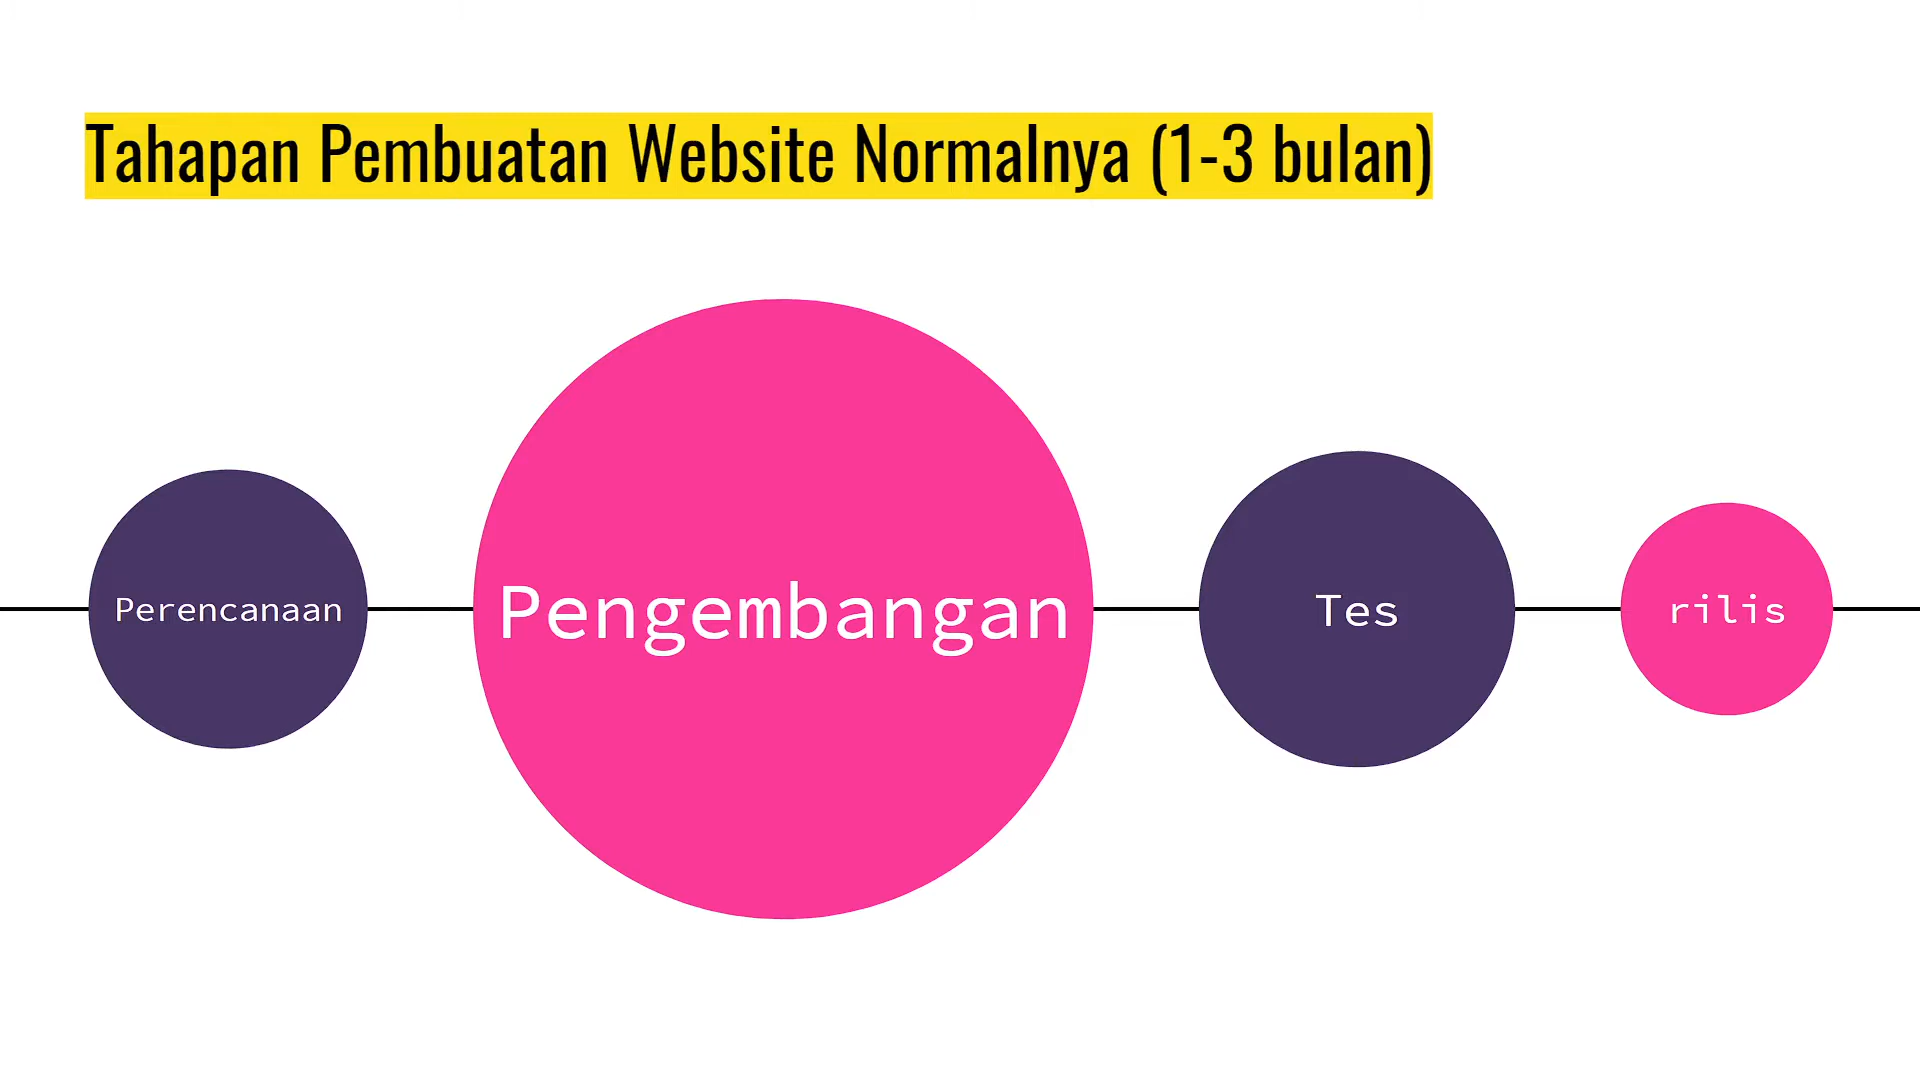 Tahapan Pembuatan Website Normalnya (1-3 bulan)
Perencanaan
Pengembangan
Tes
rilis